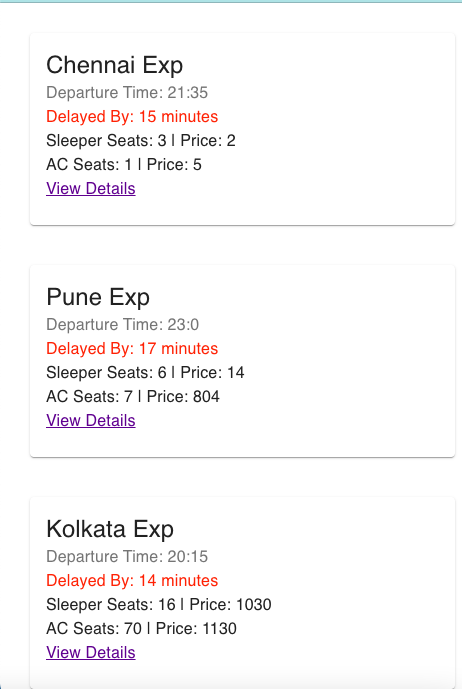 Chennai Exp
Departure Time: 21:35
Delayed By: 15 minutes
Sleeper Seats: 3 | Price: 2
AC Seats: 1 | Price: 5
View Details
Pune Exp
Departure Time: 23:0
Delayed By: 17 minutes
Sleeper Seats: 6 | Price: 14
AC Seats: 7 | Price: 804
View Details
Kolkata Exp
Departure Time: 20:15
Delayed By: 14 minutes
Sleeper Seats: 16 | Price: 1030
AC Seats: 70 | Price: 1130
View Details